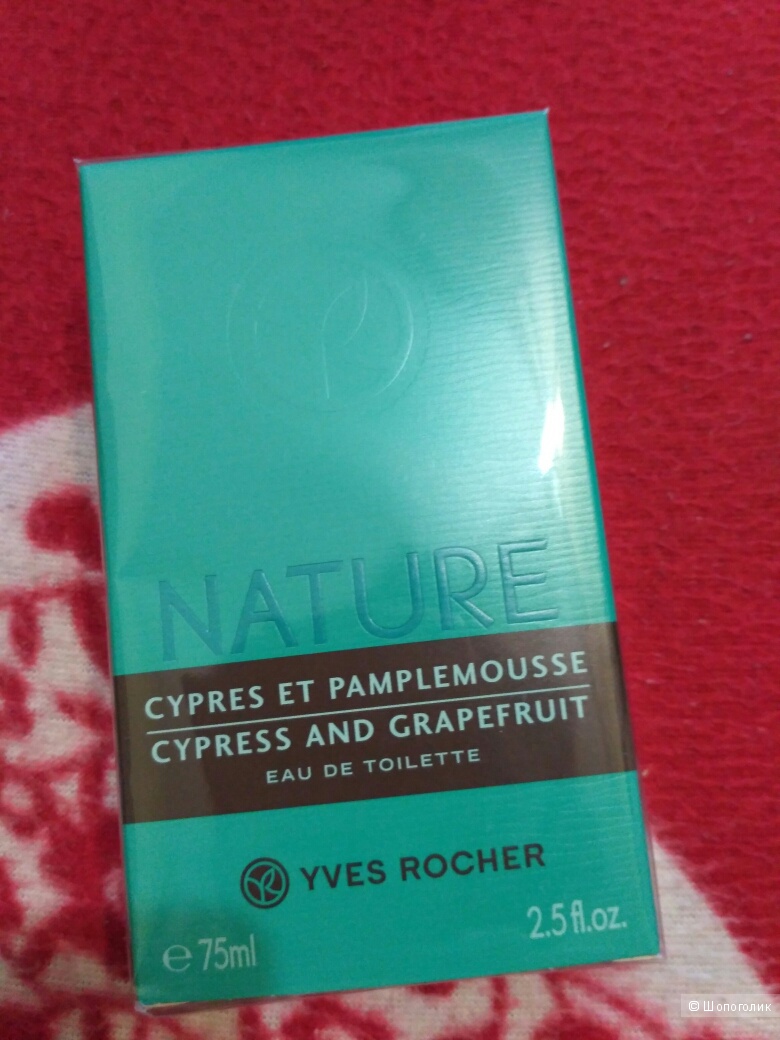 NATURE
CYPRES ET PAMPLEMOUSSE
CYPRESS AND GRAPEFRUIT
EAU DE TOILETTE
YVES ROCHER
2.5 fl.oz.
℮ 75ml
© Шопоголик